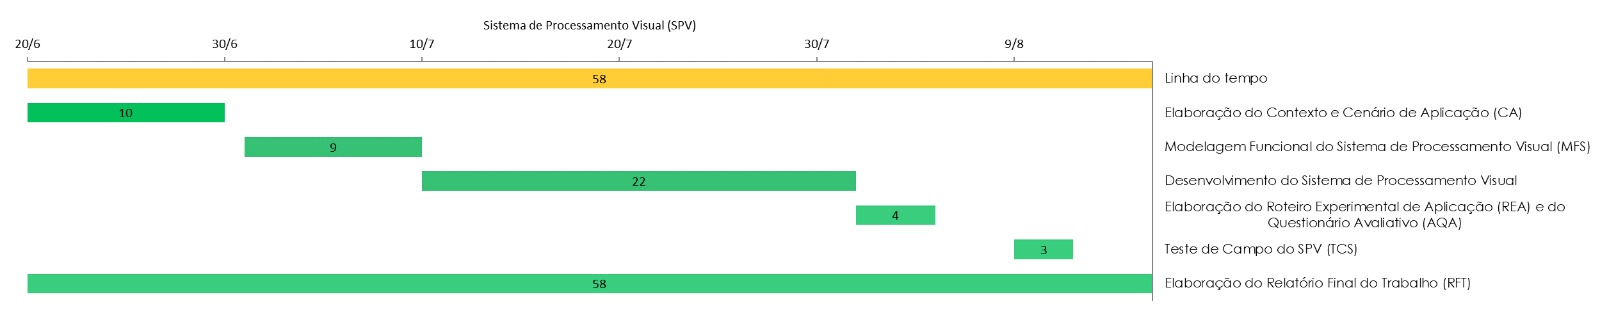 Sistema de Processamento Visual (SPV)
20/6 30/6 10/7 20/7 30/7 9/8
58 Linha do tempo
10 Elaboração do Contexto e Cenário de Aplicação (CA)
9 Modelagem Funcional do Sistema de Processamento Visual (MFS)
22 Desenvolvimento do Sistema de Processamento Visual
4 Elaboração do Roteiro Experimental de Aplicação (REA) e do
Questionário Avaliativo (AQA)
3 Teste de Campo do SPV (TCS)
58 Elaboração do Relatório Final do Trabalho (RFT)